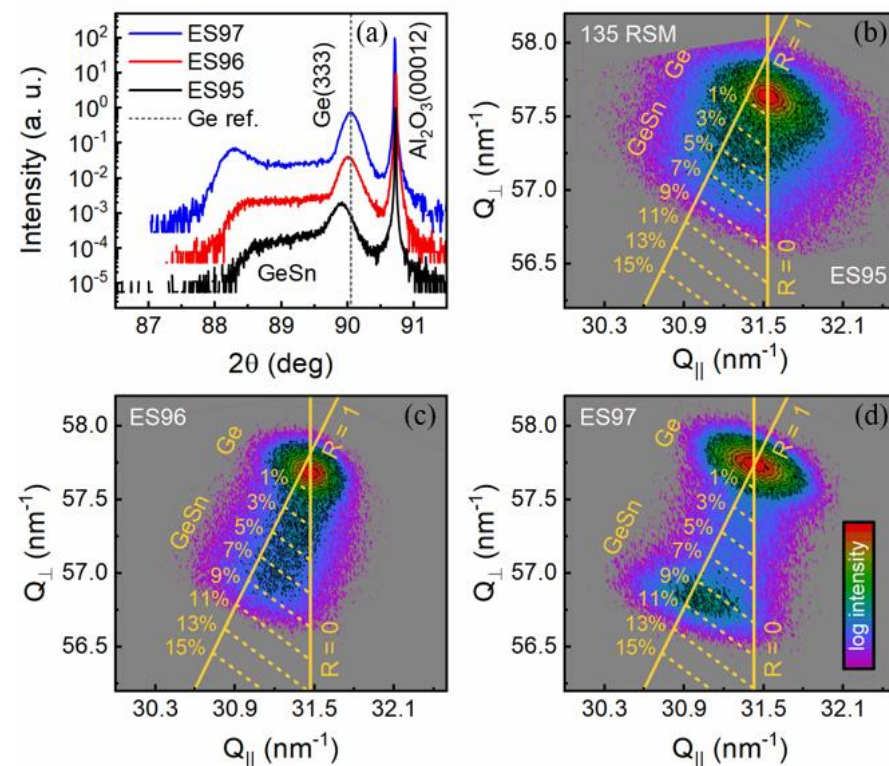 (a)
ES97
ES96
ES95
Ge ref.
Ge(333)
Al₂O₃(00012)
GeSn
Intensity (a. u.)
10²
10¹
10⁰
10⁻¹
10⁻²
10⁻³
10⁻⁴
10⁻⁵
87 88 89 90 91
2θ (deg)
135 RSM
(b)
R = 1
Ge
GeSn
1%
3%
5%
7%
9%
11%
13%
15%
R = 0
ES95
Q⊥ (nm⁻¹)
58.0
57.5
57.0
56.5
30.3 30.9 31.5 32.1
Q|| (nm⁻¹)
ES96
(c)
R = 1
Ge
GeSn
1%
3%
5%
7%
9%
11%
13%
15%
R = 0
Q⊥ (nm⁻¹)
58.0
57.5
57.0
56.5
30.3 30.9 31.5 32.1
Q|| (nm⁻¹)
ES97
(d)
R = 1
Ge
GeSn
1%
3%
5%
7%
9%
11%
13%
15%
R = 0
log intensity
Q⊥ (nm⁻¹)
58.0
57.5
57.0
56.5
30.3 30.9 31.5 32.1
Q|| (nm⁻¹)